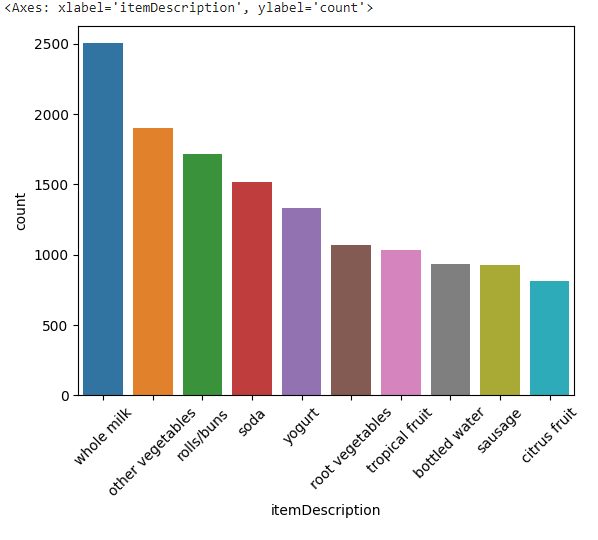 <Axes: xlabel='itemDescription', ylabel='count'>
2500
2000
1500
1000
500
0
count
whole milk
other vegetables
rolls/buns
soda
yogurt
root vegetables
tropical fruit
bottled water
sausage
citrus fruit
itemDescription